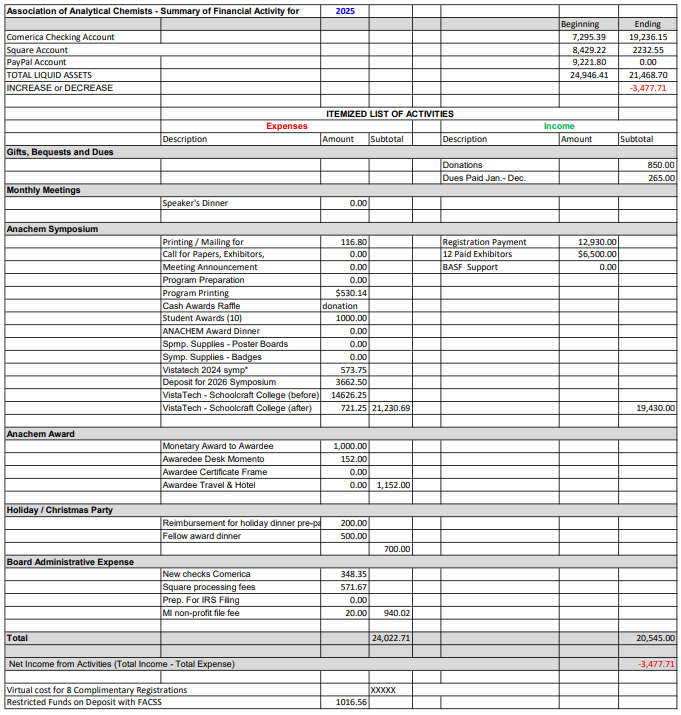 Association of Analytical Chemists - Summary of Financial Activity for 2025
Beginning Ending
Comerica Checking Account 7,295.39 19,236.15
Square Account 8,429.22 2232.55
PayPal Account 9,221.80 0.00
TOTAL LIQUID ASSETS 24,946.41 21,468.70
INCREASE or DECREASE -3,477.71
ITEMIZED LIST OF ACTIVITIES
Expenses Income
Description Amount Subtotal Description Amount Subtotal
Gifts, Bequests and Dues
Donations 850.00
Dues Paid Jan.- Dec. 265.00
Monthly Meetings
Speaker's Dinner 0.00
Anachem Symposium
Printing / Mailing for 116.80 Registration Payment 12,930.00
Call for Papers, Exhibitors, 0.00 12 Paid Exhibitors $6,500.00
Meeting Announcement 0.00 BASF Support 0.00
Program Preparation 0.00
Program Printing $530.14
Cash Awards Raffle donation
Student Awards (10) 1000.00
ANACHEM Award Dinner 0.00
Spmp. Supplies - Poster Boards 0.00
Symp. Supplies - Badges 0.00
Vistatech 2024 symp* 573.75
Deposit for 2026 Symposium 3662.50
VistaTech - Schoolcraft College (before) 14626.25
VistaTech - Schoolcraft College (after) 721.25 21,230.69 19,430.00
Anachem Award
Monetary Award to Awardee 1,000.00
Awaredee Desk Momento 152.00
Awardee Certificate Frame 0.00
Awardee Travel & Hotel 0.00 1,152.00
Holiday / Christmas Party
Reimbursement for holiday dinner pre-pa 200.00
Fellow award dinner 500.00
700.00
Board Administrative Expense
New checks Comerica 348.35
Square processing fees 571.67
Prep. For IRS Filing 0.00
MI non-profit file fee 20.00 940.02
Total 24,022.71 20,545.00
Net Income from Activities (Total Income - Total Expense) -3,477.71
Virtual cost for 8 Complimentary Registrations XXXXX
Restricted Funds on Deposit with FACSS 1016.56